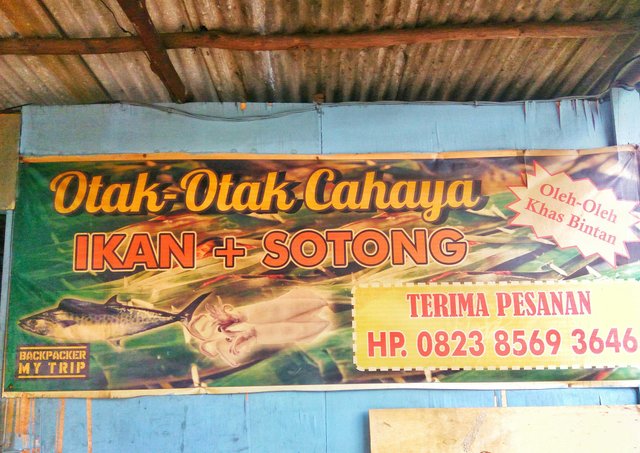 Otak-Otak Cahaya
IKAN + SOTONG
Oleh-Oleh
Khas Bintan
TERIMA PESANAN
HP. 0823 8569 3646
BACKPACKER
MY TRIP